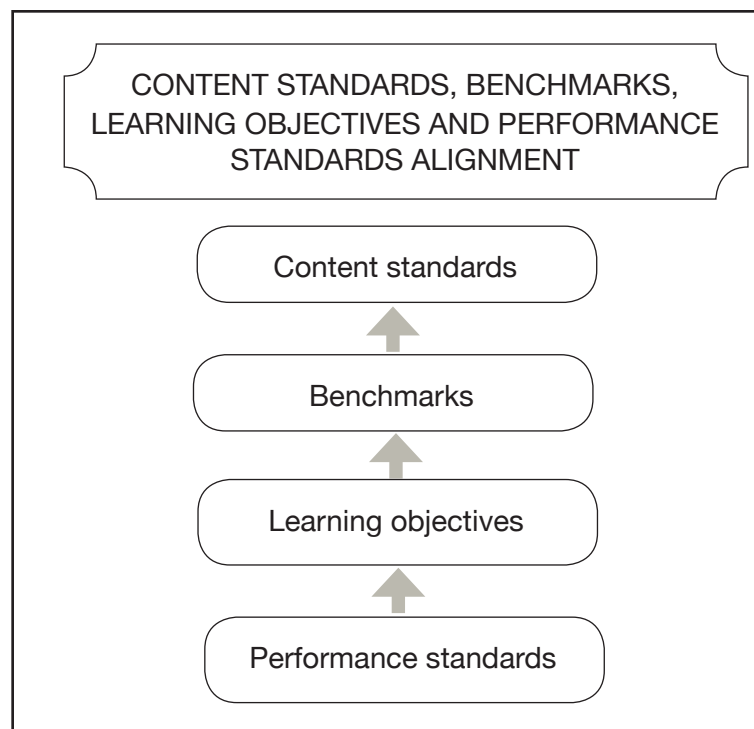 CONTENT STANDARDS, BENCHMARKS,
LEARNING OBJECTIVES AND PERFORMANCE
STANDARDS ALIGNMENT
Content standards
Benchmarks
Learning objectives
Performance standards